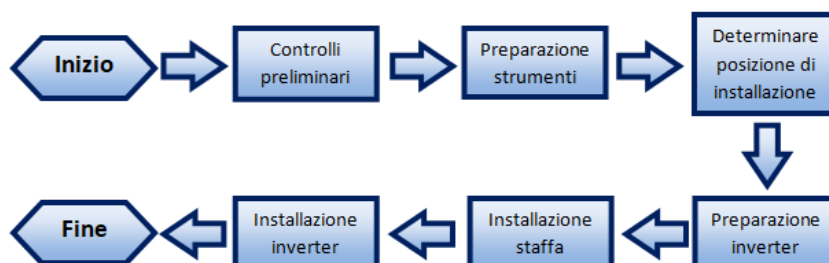 Inizio
Controlli
preliminari
Preparazione
strumenti
Determinare
posizione di
installazione
Preparazione
inverter
Installazione
staffa
Installazione
inverter
Fine